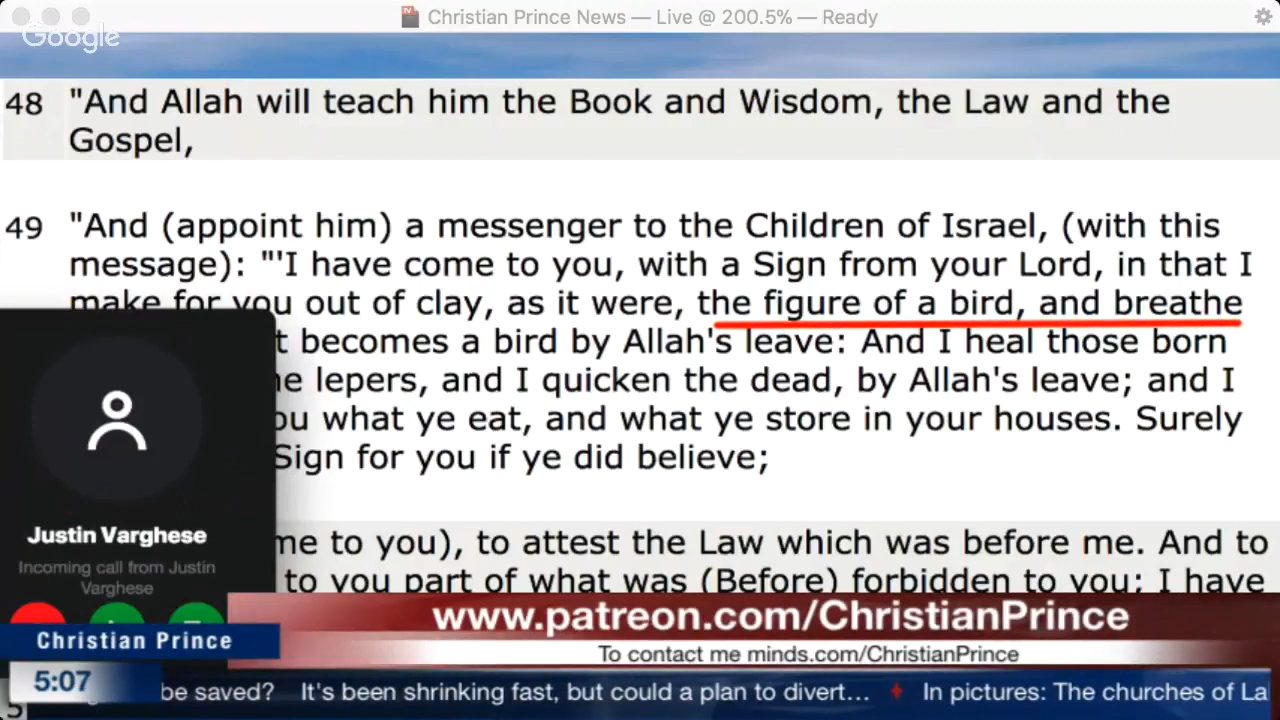 Christian Prince News — Live @ 200.5% — Ready
Google
48 "And Allah will teach him the Book and Wisdom, the Law and the
Gospel,
49 "And (appoint him) a messenger to the Children of Israel, (with this
message): "'I have come to you, with a Sign from your Lord, in that I
make for you out of clay, as it were, the figure of a bird, and breathe
becomes a bird by Allah's leave: And I heal those born
lepers, and I quicken the dead, by Allah's leave; and I
what ye eat, and what ye store in your houses. Surely
Sign for you if ye did believe;
to you), to attest the Law which was before me. And to
to you part of what was (Before) forbidden to you; I have
Justin Varghese
Incoming call from Justin
Varghese
www.patreon.com/ChristianPrince
Christian Prince
To contact me minds.com/ChristianPrince
5:07
be saved? It's been shrinking fast, but could a plan to divert... In pictures: The churches of La
5